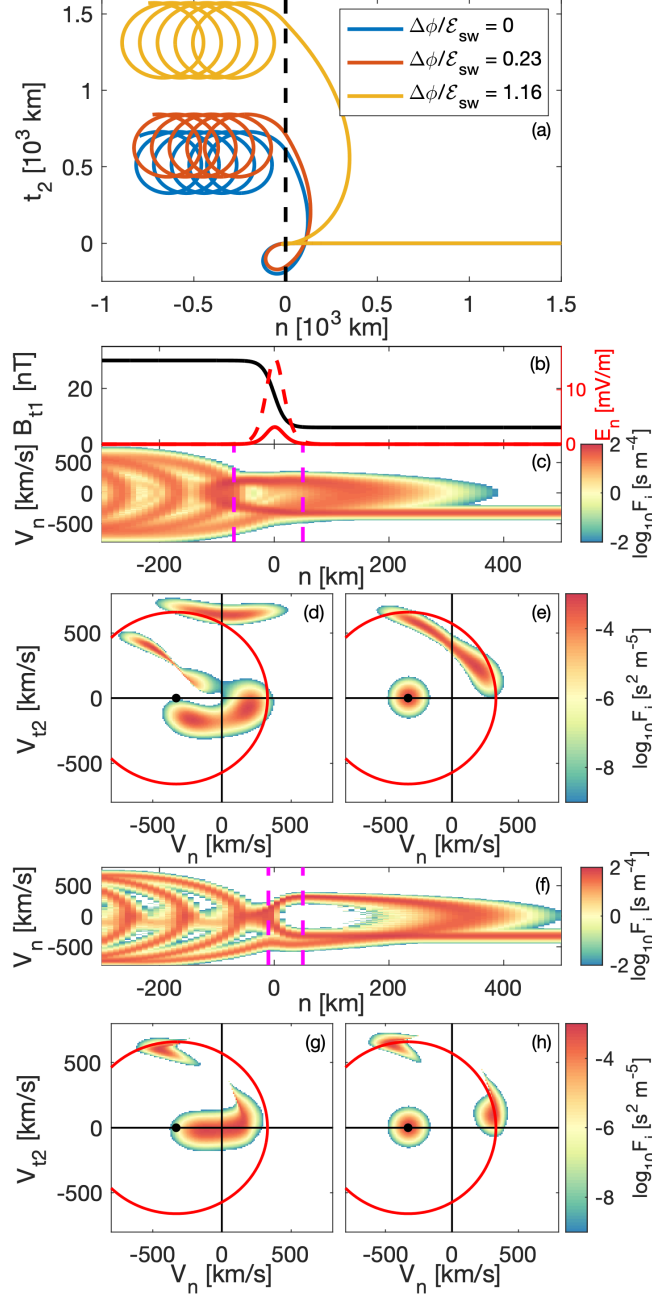 Δϕ/ℰsw = 0
Δϕ/ℰsw = 0.23
Δϕ/ℰsw = 1.16
(a)
t2 [10^3 km]
1.5
1
0.5
0
-1 -0.5 0 0.5 1 1.5
n [10^3 km]
(b)
Bt1 [nT]
20
0
En [mV/m]
10
0
(c)
Vn [km/s]
500
0
-500
-200 0 200 400
n [km]
log10Fi [s m^-4]
2
0
-2
(d) (e)
Vt2 [km/s]
500
0
-500
-500 0 500 -500 0 500
Vn [km/s] Vn [km/s]
log10Fi [s^2 m^-5]
-4
-6
-8
(f)
Vn [km/s]
500
0
-500
-200 0 200 400
n [km]
log10Fi [s m^-4]
2
0
-2
(g) (h)
Vt2 [km/s]
500
0
-500
-500 0 500 -500 0 500
Vn [km/s] Vn [km/s]
log10Fi [s^2 m^-5]
-4
-6
-8